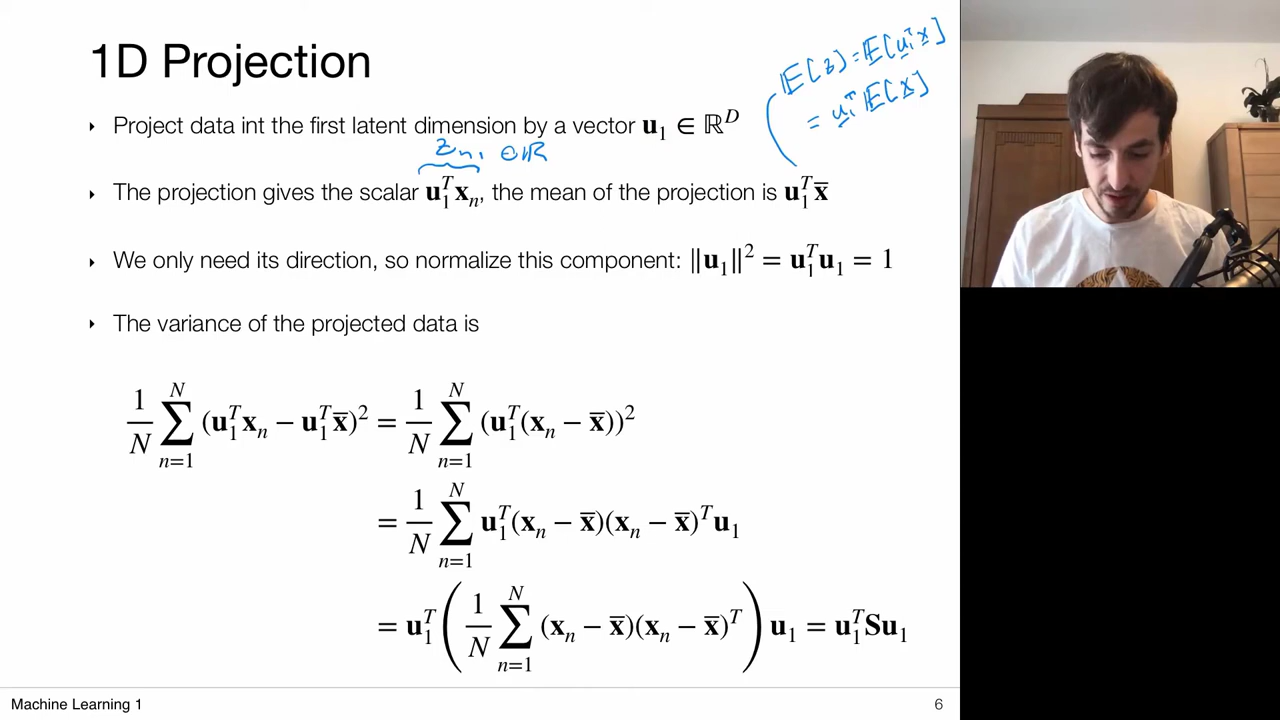 1D Projection
𝔼[z] = 𝔼[u₁ᵀx]
= u₁ᵀ 𝔼[x]
‣ Project data int the first latent dimension by a vector u₁ ∈ ℝᴰ
zₙ₁ ∈ ℝ
‣ The projection gives the scalar u₁ᵀxₙ, the mean of the projection is u₁ᵀx̄
‣ We only need its direction, so normalize this component: ‖u₁‖² = u₁ᵀu₁ = 1
‣ The variance of the projected data is
1/N ∑ₙ₌₁ᴺ (u₁ᵀxₙ − u₁ᵀx̄)² = 1/N ∑ₙ₌₁ᴺ (u₁ᵀ(xₙ − x̄))²
= 1/N ∑ₙ₌₁ᴺ u₁ᵀ(xₙ − x̄)(xₙ − x̄)ᵀu₁
= u₁ᵀ ( 1/N ∑ₙ₌₁ᴺ (xₙ − x̄)(xₙ − x̄)ᵀ ) u₁ = u₁ᵀSu₁
Machine Learning 1
6